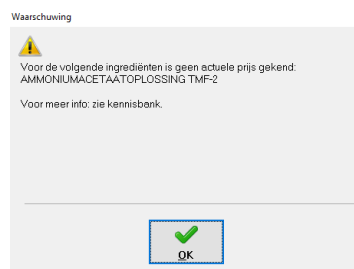 Waarschuwing
Voor de volgende ingrediënten is geen actuele prijs gekend:
AMMONIUMACETAATOPLOSSING TMF-2
Voor meer info: zie kennisbank.
OK